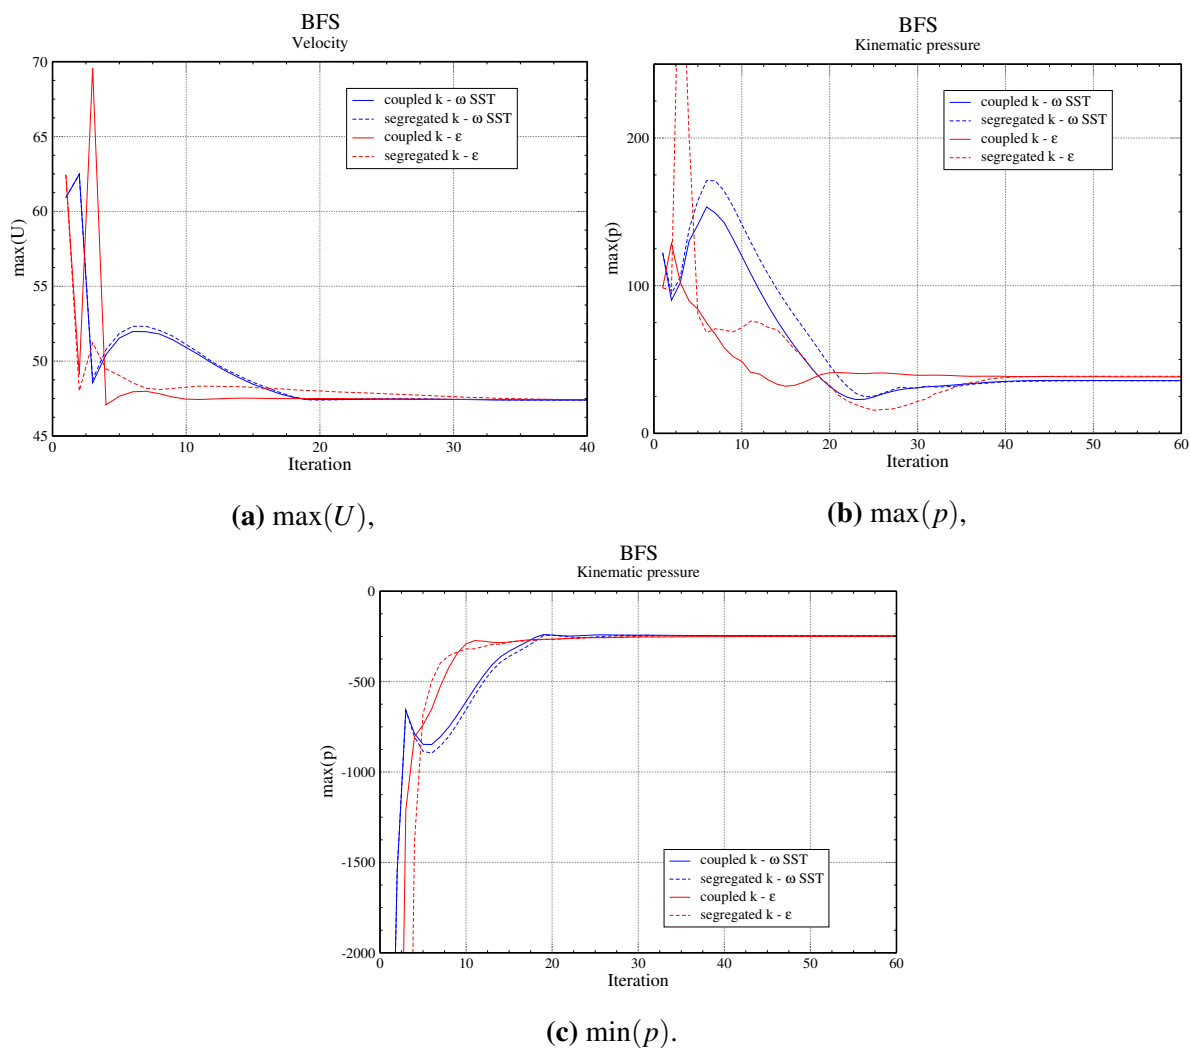 BFS
Velocity
70
65
60
55
50
45
max(U)
coupled k - ω SST
segregated k - ω SST
coupled k - ε
segregated k - ε
0 10 20 30 40
Iteration
(a) max(U),
BFS
Kinematic pressure
200
100
0
max(p)
coupled k - ω SST
segregated k - ω SST
coupled k - ε
segregated k - ε
0 10 20 30 40 50 60
Iteration
(b) max(p),
BFS
Kinematic pressure
0
-500
-1000
-1500
-2000
max(p)
coupled k - ω SST
segregated k - ω SST
coupled k - ε
segregated k - ε
0 10 20 30 40 50 60
Iteration
(c) min(p).